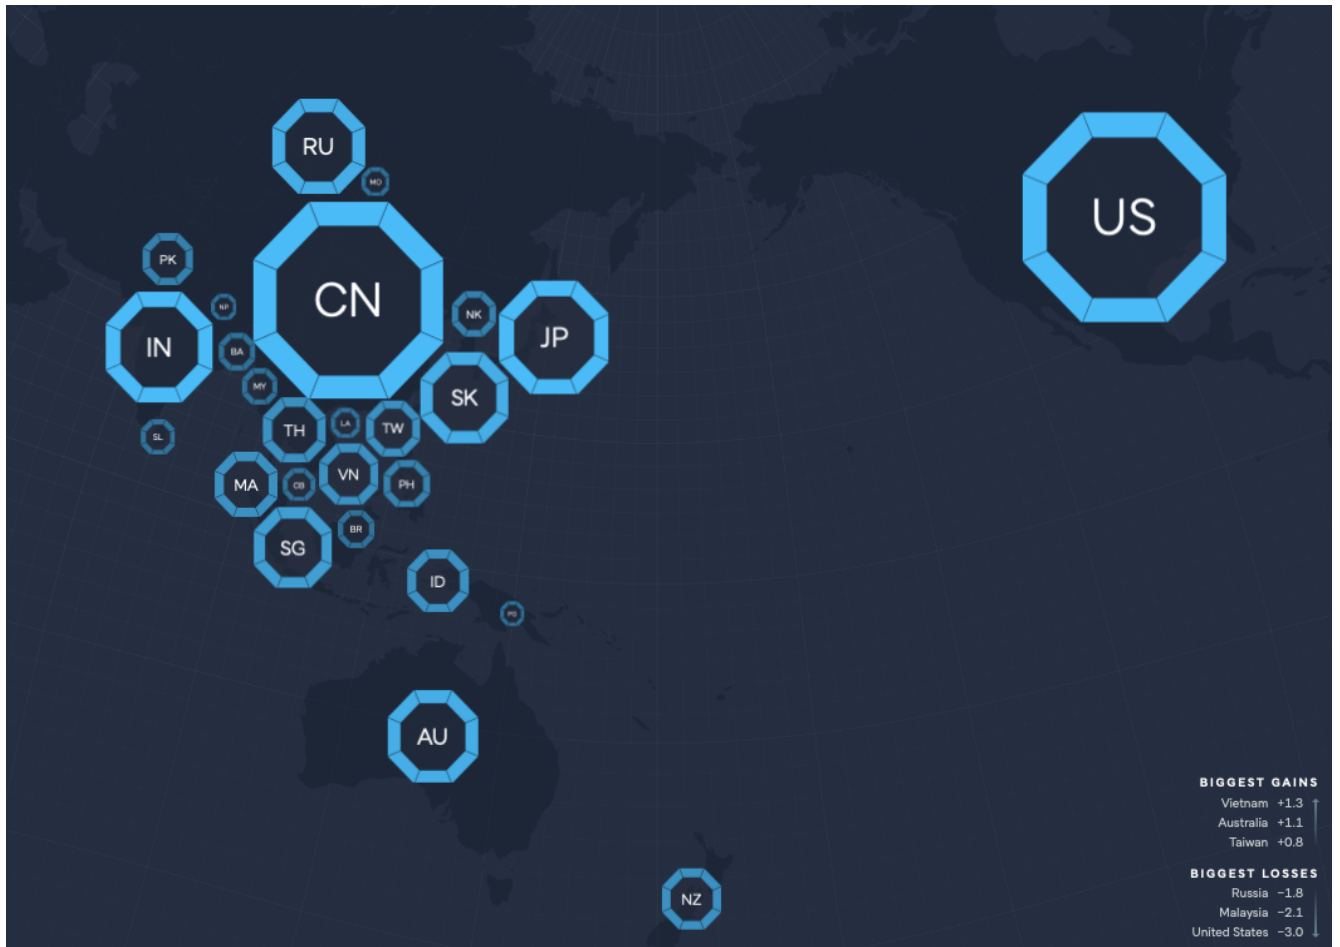 RU
MO
US
PK
CN
NP
NK
JP
IN
BA
MY
SK
LA
TH
TW
SL
VN
MA
CB
PH
BR
SG
ID
PG
AU
BIGGEST GAINS
Vietnam +1.3
Australia +1.1
Taiwan +0.8
BIGGEST LOSSES
Russia −1.8
Malaysia −2.1
United States −3.0
NZ